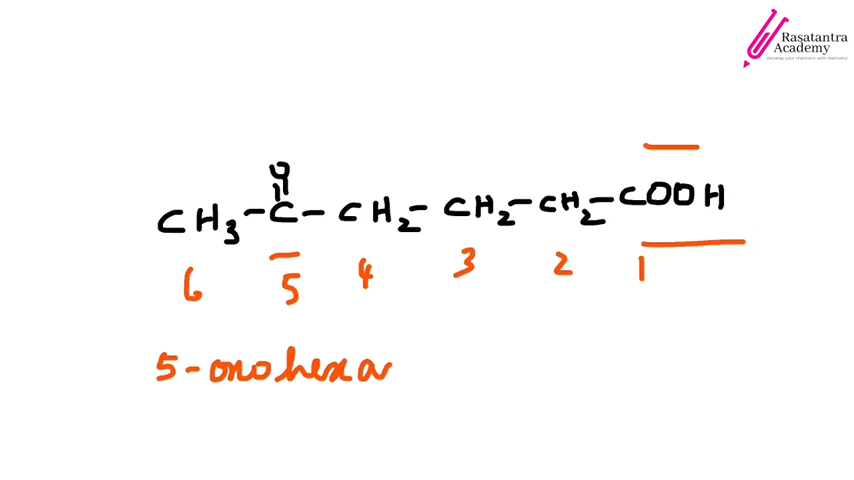 Rasatantra
Academy
Develop your chemistry with chemistry!
O
CH3-C-CH2-CH2-CH2-COOH
6 5 4 3 2 1
5-oxohexa